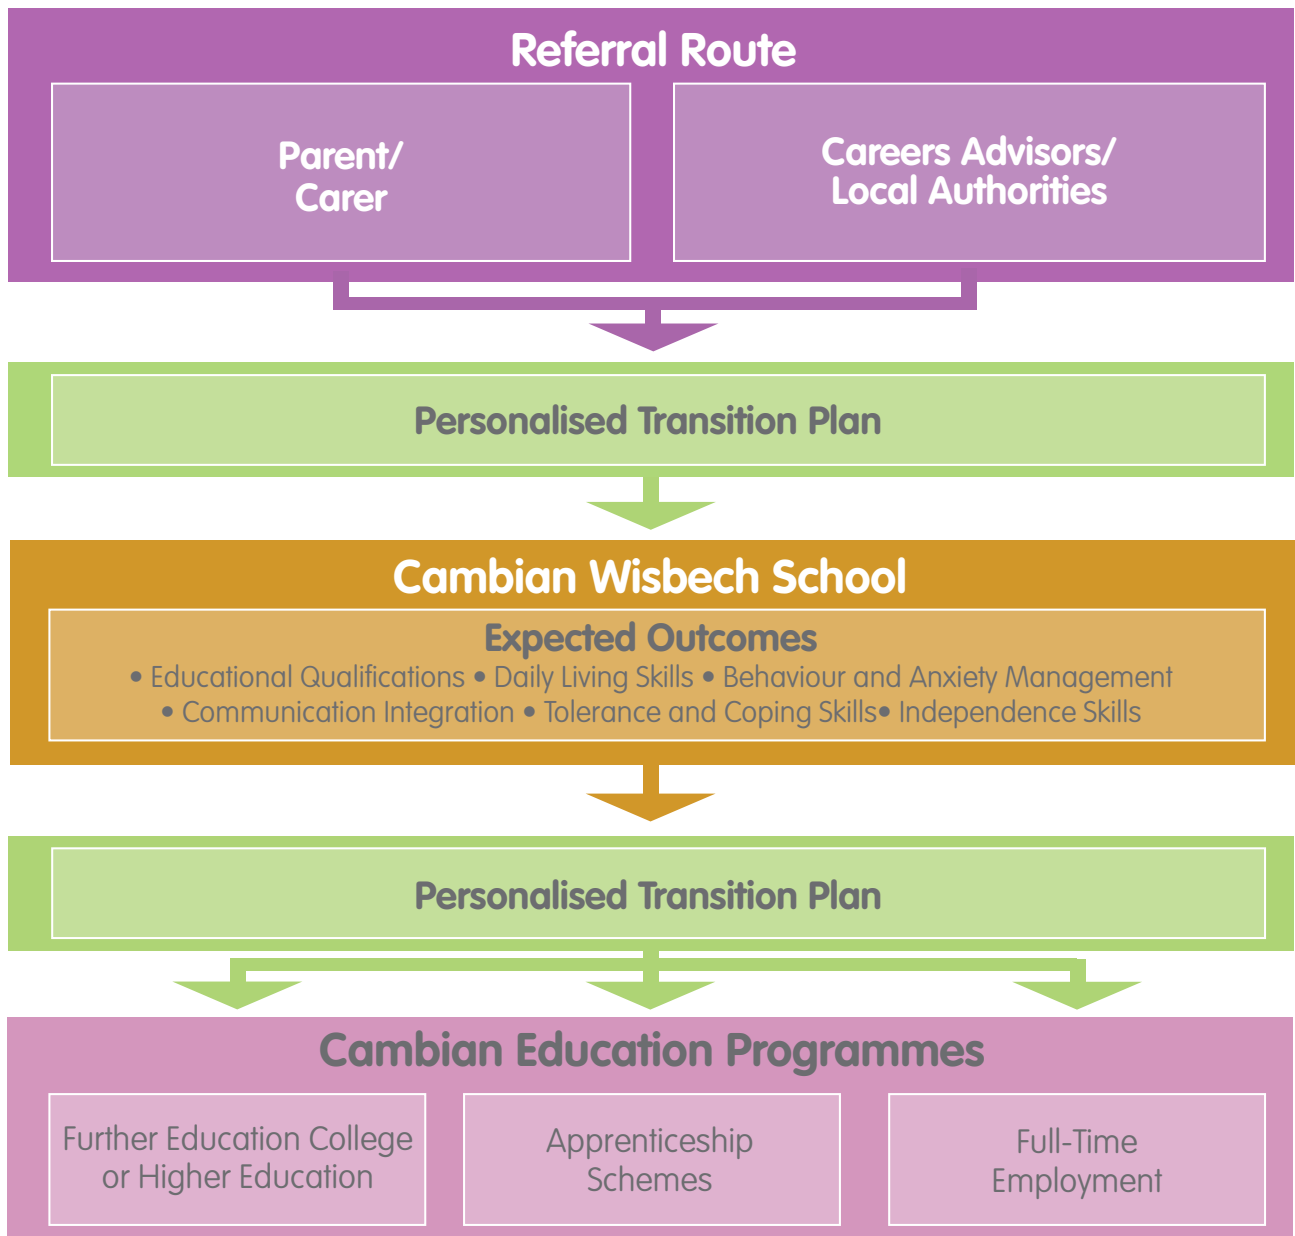 Referral Route
Parent/
Carer
Careers Advisors/
Local Authorities
Personalised Transition Plan
Cambian Wisbech School
Expected Outcomes
• Educational Qualifications • Daily Living Skills • Behaviour and Anxiety Management
• Communication Integration • Tolerance and Coping Skills• Independence Skills
Personalised Transition Plan
Cambian Education Programmes
Further Education College
or Higher Education
Apprenticeship
Schemes
Full-Time
Employment